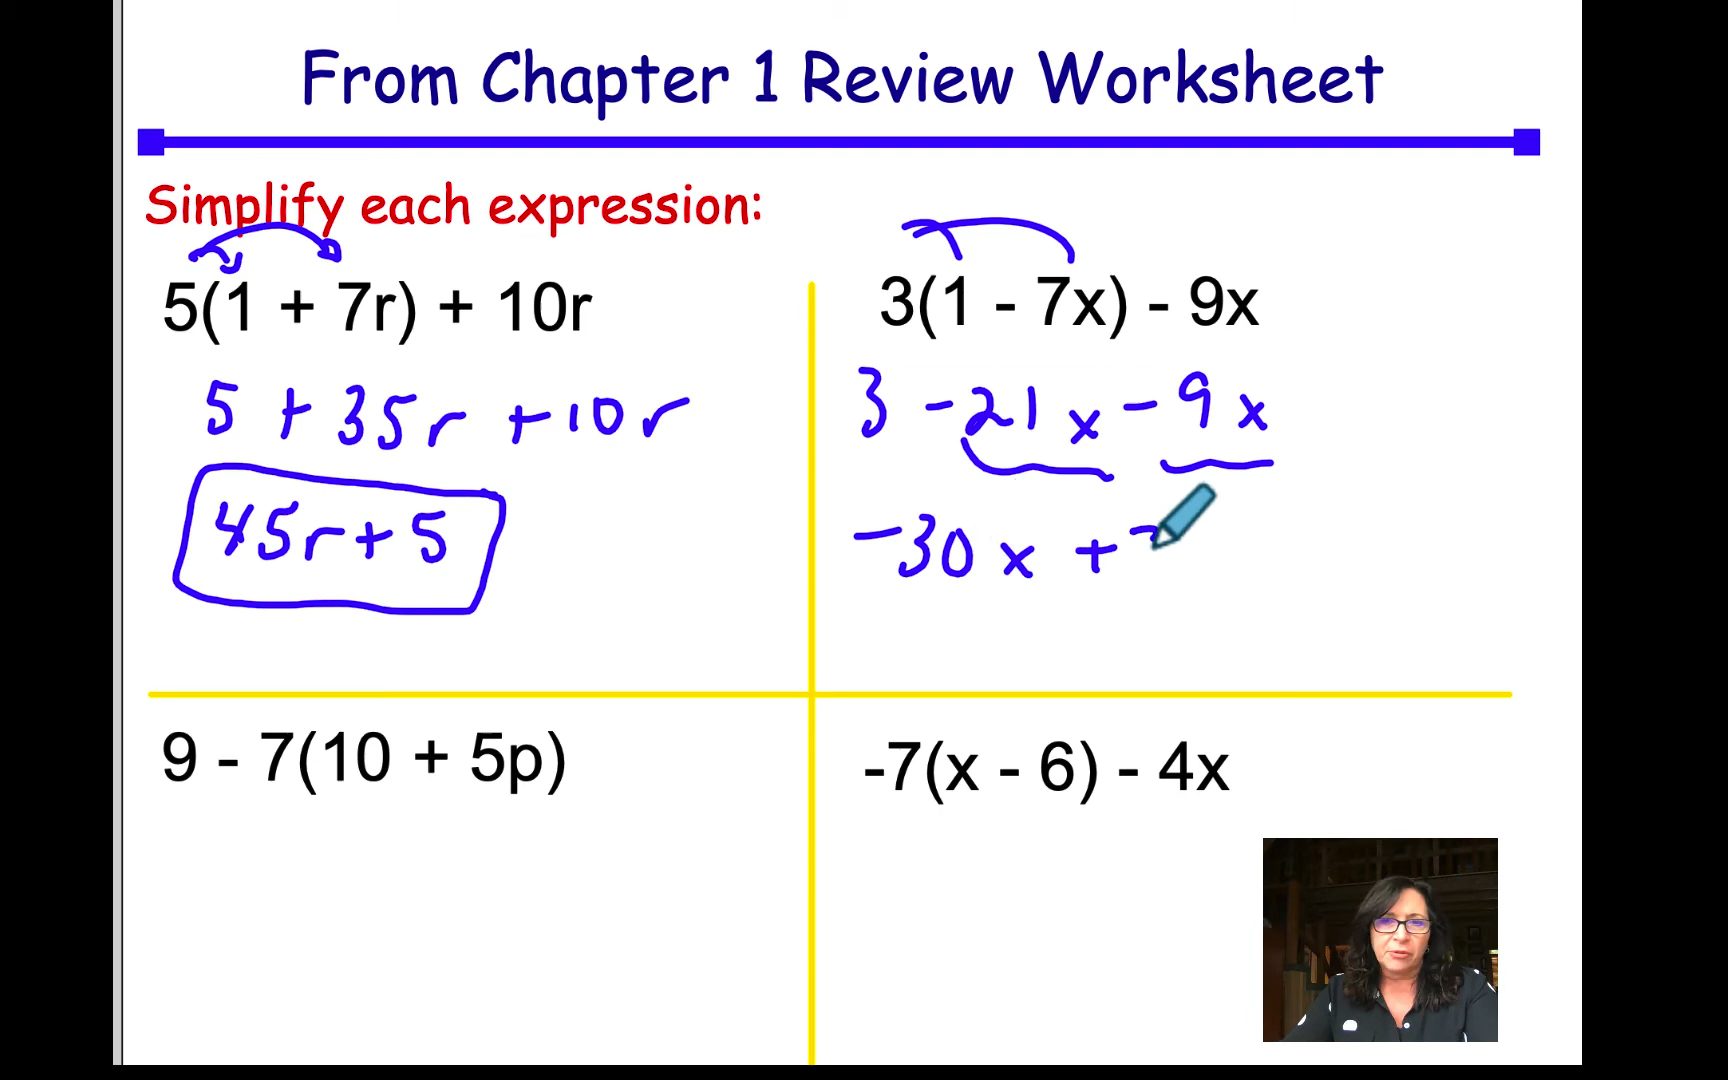 From Chapter 1 Review Worksheet
Simplify each expression:
5(1 + 7r) + 10r
5 + 35r + 10r
45r + 5
3(1 - 7x) - 9x
3 - 21x - 9x
-30x +
9 - 7(10 + 5p)
-7(x - 6) - 4x